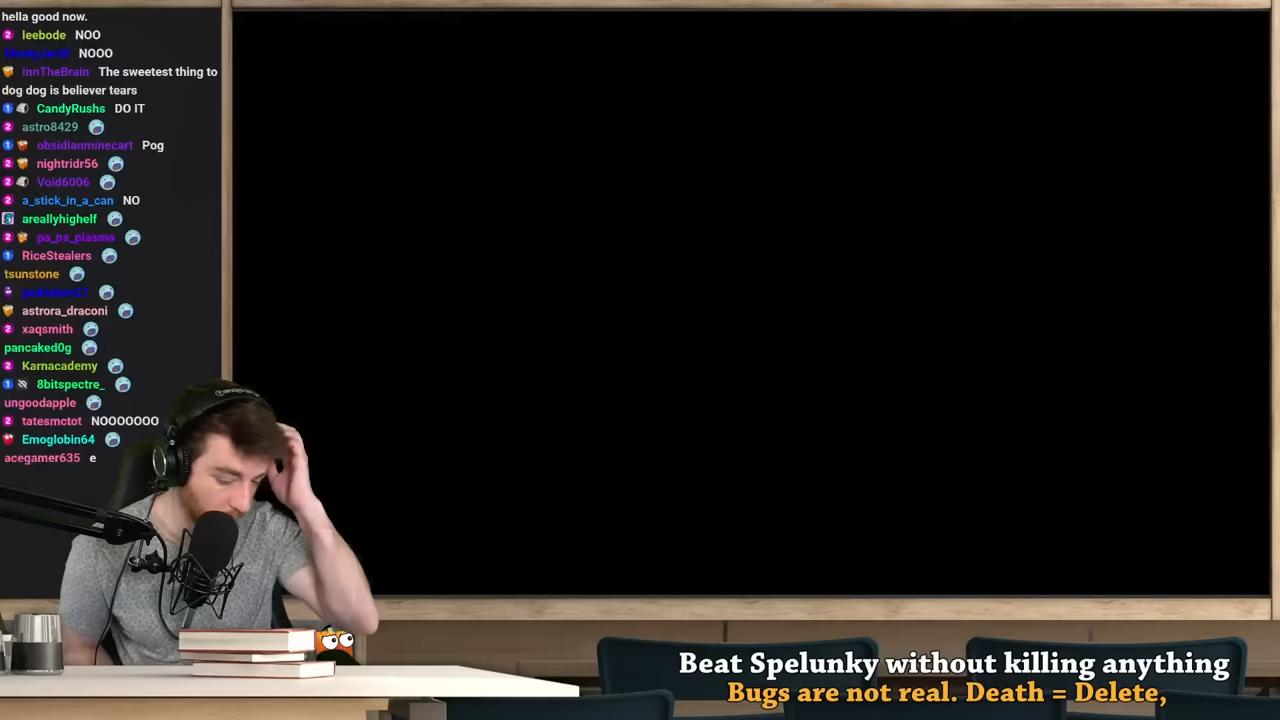 hella good now.
leebode NOO
NOOO
InnTheBrain The sweetest thing to
dog dog is believer tears
CandyRushs DO IT
astro8429
obsidianminecart Pog
nightridr56
Void6006
a_stick_in_a_can NO
areallyhighelf
pa_pa_plasma
RiceStealers
tsunstone
astrora_draconi
xaqsmith
pancaked0g
Karnacademy
8bitspectre_
ungoodapple
tatesmctot NOOOOOOO
Emoglobin64
acegamer635 e
Beat Spelunky without killing anything
Bugs are not real. Death = Delete,